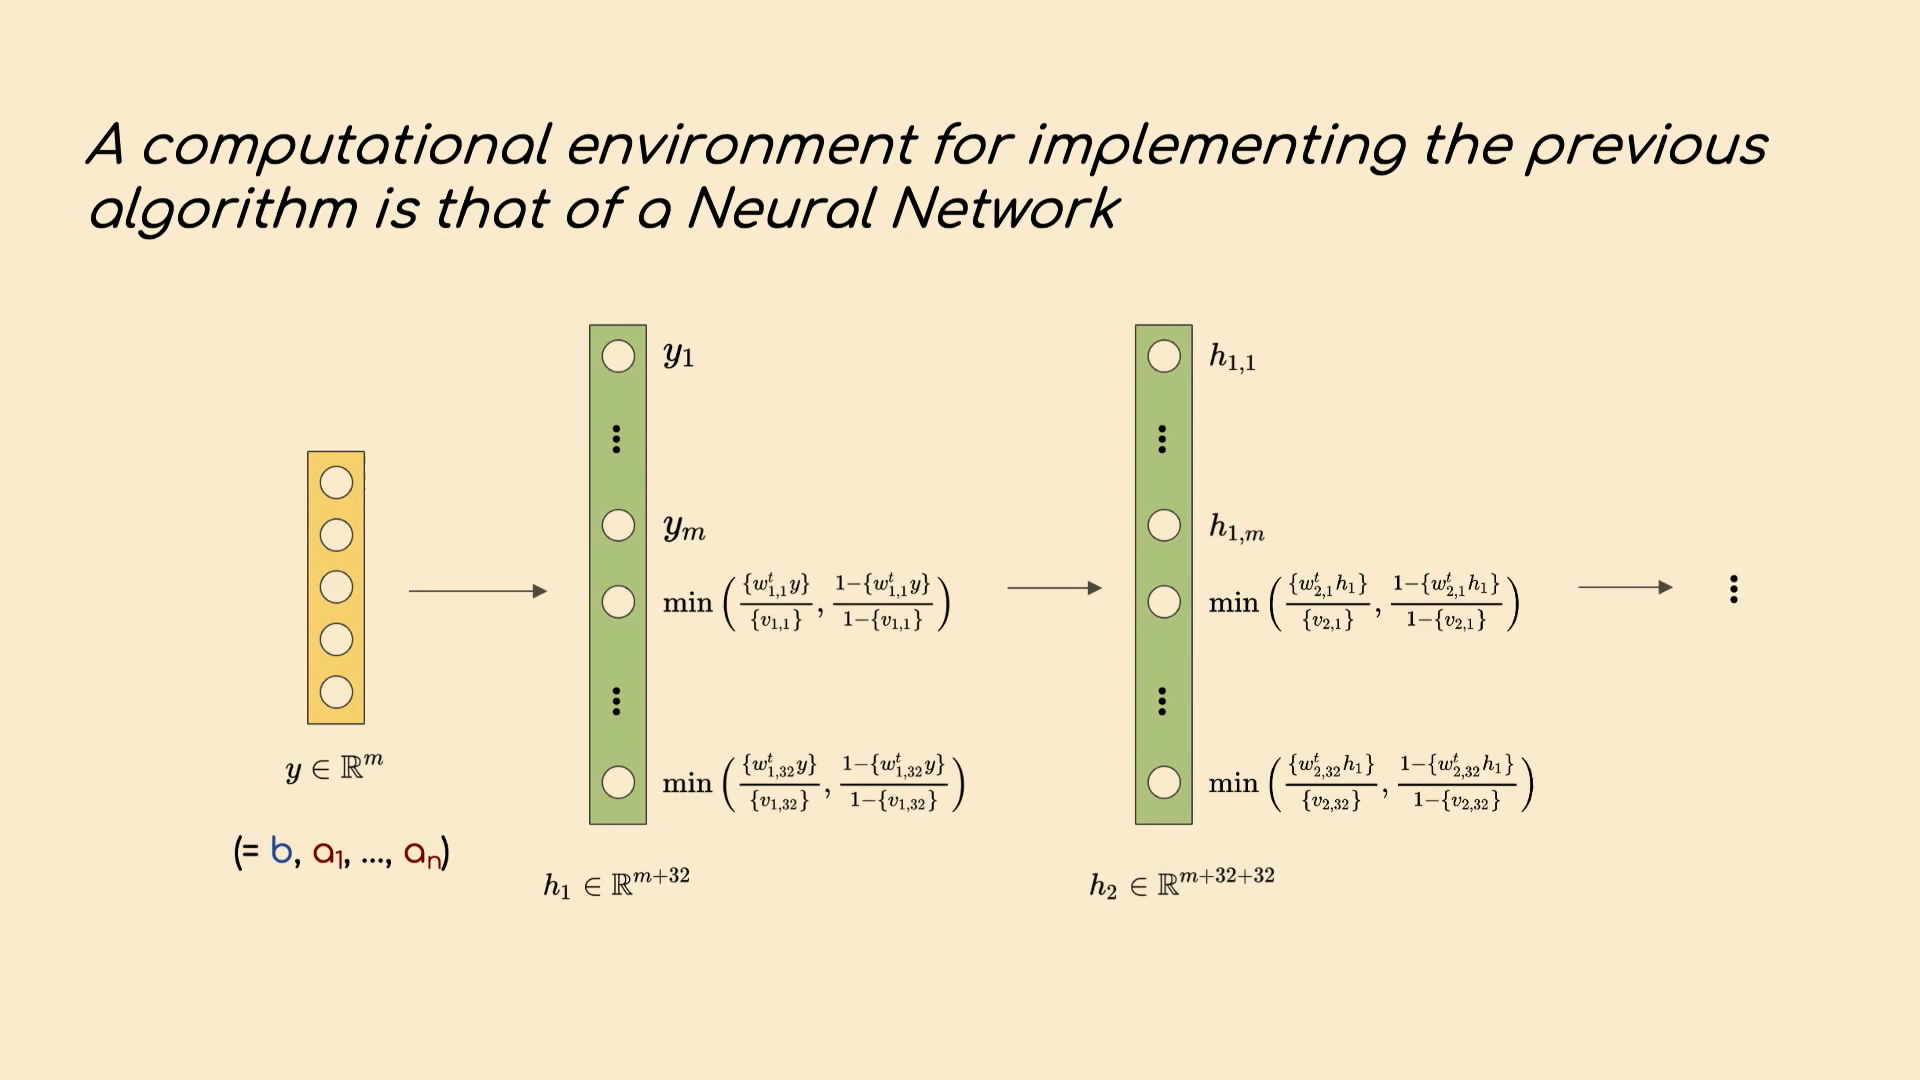 A computational environment for implementing the previous
algorithm is that of a Neural Network
y₁
⋮
yₘ
min ( {w^t_{1,1}y} / {v_{1,1}} , 1−{w^t_{1,1}y} / 1−{v_{1,1}} )
⋮
min ( {w^t_{1,32}y} / {v_{1,32}} , 1−{w^t_{1,32}y} / 1−{v_{1,32}} )
h₁ ∈ ℝ^{m+32}
h_{1,1}
⋮
h_{1,m}
min ( {w^t_{2,1}h₁} / {v_{2,1}} , 1−{w^t_{2,1}h₁} / 1−{v_{2,1}} )
⋮
min ( {w^t_{2,32}h₁} / {v_{2,32}} , 1−{w^t_{2,32}h₁} / 1−{v_{2,32}} )
h₂ ∈ ℝ^{m+32+32}
⋮
y ∈ ℝ^m
(= b, a₁, ..., aₙ)